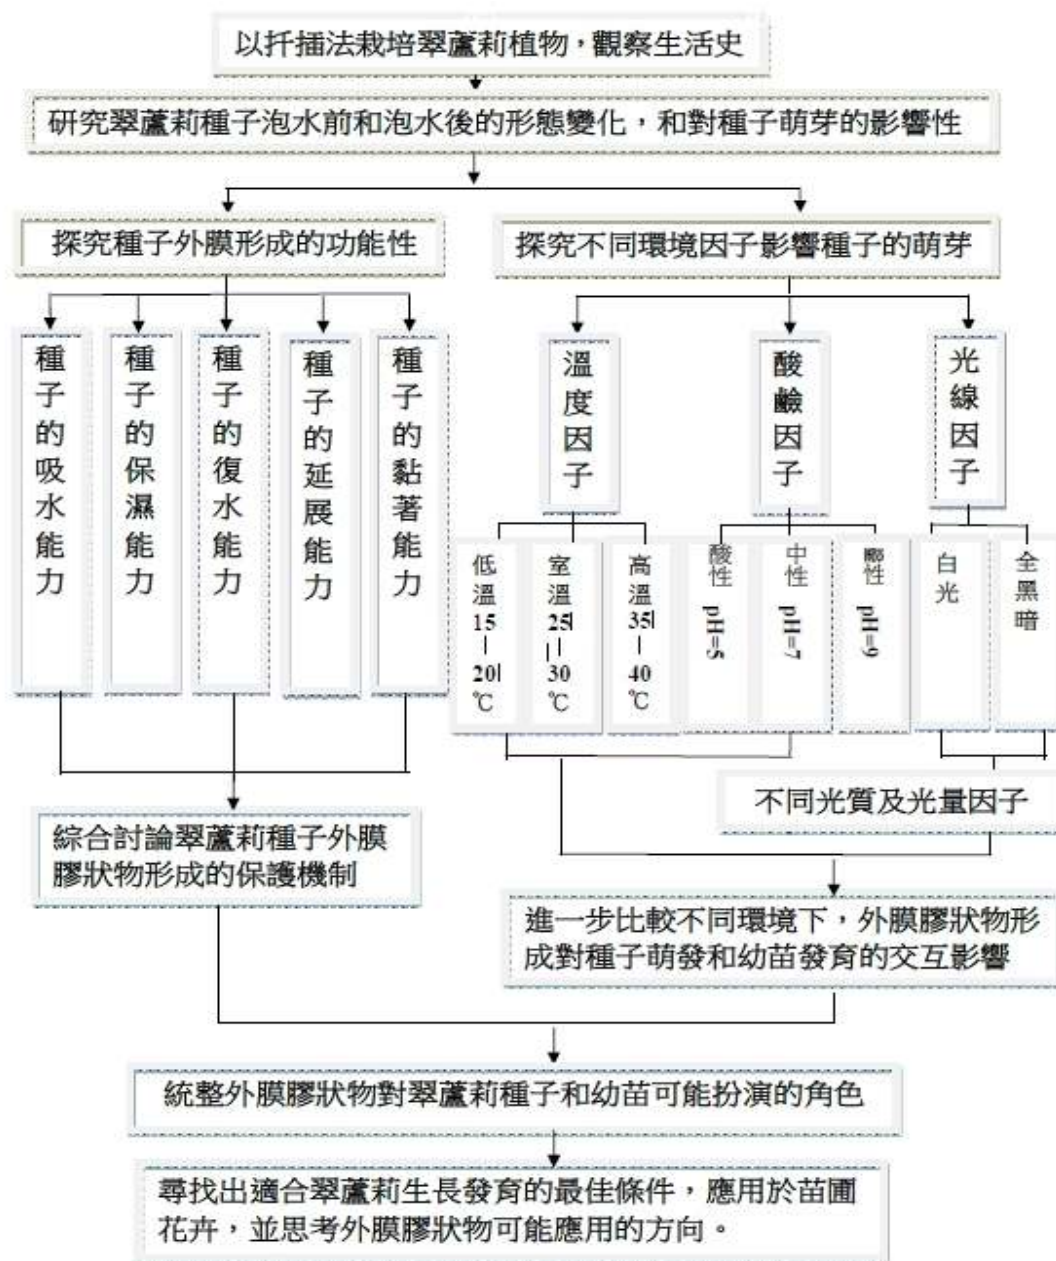 以扦插法栽培翠蘆莉植物，觀察生活史
研究翠蘆莉種子泡水前和泡水後的形態變化，和對種子萌芽的影響性
探究種子外膜形成的功能性
探究不同環境因子影響種子的萌芽
種子的吸水能力
種子的保濕能力
種子的復水能力
種子的延展能力
種子的黏著能力
溫度因子
酸鹼因子
光線因子
低溫15－20℃
室溫25－30℃
高溫35－40℃
酸性 pH=5
中性 pH=7
性 pH=9
白光
全黑暗
不同光質及光量因子
綜合討論翠蘆莉種子外膜
膠狀物形成的保護機制
進一步比較不同環境下，外膜膠狀物形
成對種子萌發和幼苗發育的交互影響
統整外膜膠狀物對翠蘆莉種子和幼苗可能扮演的角色
尋找出適合翠蘆莉生長發育的最佳條件，應用於苗圃
花卉，並思考外膜膠狀物可能應用的方向。